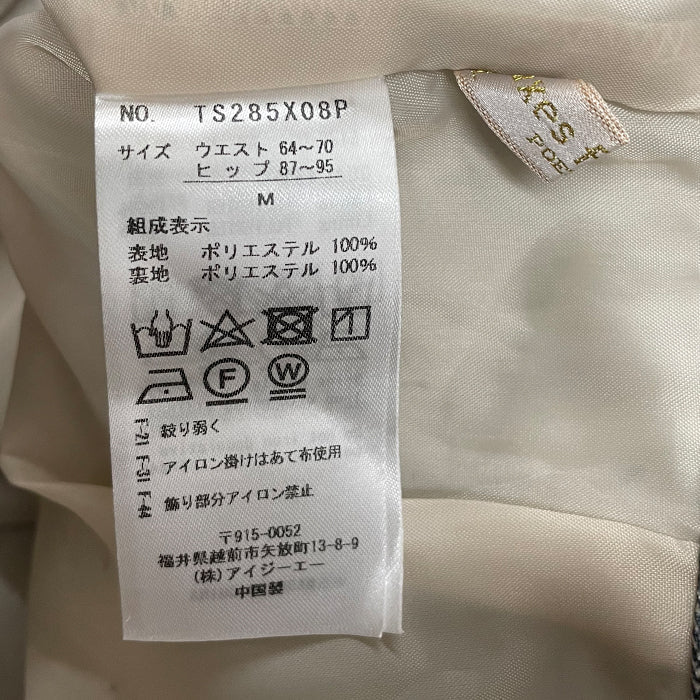 NO. TS285X08P
サイズ ウエスト 64〜70
ヒップ 87〜95
M
組成表示
表地 ポリエステル 100%
裏地 ポリエステル 100%
F W
F-21 絞り弱く
F-31 アイロン掛けはあて布使用
F-44 飾り部分アイロン禁止
〒915-0052
福井県越前市矢放町13-8-9
(株)アイジーエー
中国製